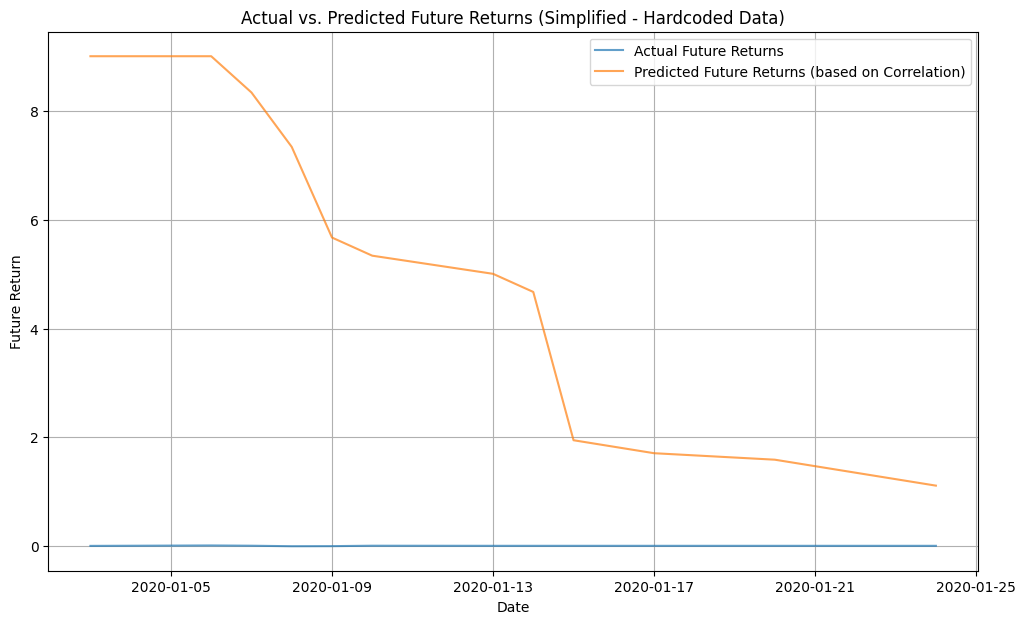 Actual vs. Predicted Future Returns (Simplified - Hardcoded Data)
Actual Future Returns
Predicted Future Returns (based on Correlation)
Future Return
8
6
4
2
0
2020-01-05
2020-01-09
2020-01-13
2020-01-17
2020-01-21
2020-01-25
Date